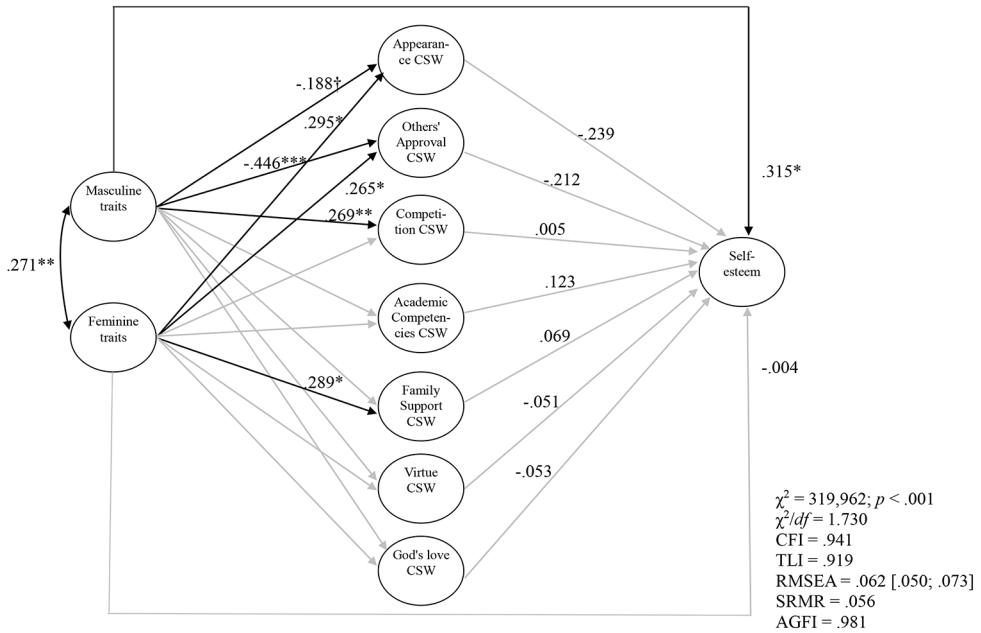 Appearan-
ce CSW
-.188†
.295*
Others'
Approval
CSW
-.239
-.446***
.265*
-.212
.315*
Masculine
traits
.269**
Competi-
tion CSW
.005
Self-
esteem
.271**
.123
Feminine
traits
Academic
Competen-
cies CSW
.069
-.004
.289*
Family
Support
CSW
-.051
Virtue
CSW
-.053
God's love
CSW
χ² = 319,962; p < .001
χ²/df = 1.730
CFI = .941
TLI = .919
RMSEA = .062 [.050; .073]
SRMR = .056
AGFI = .981